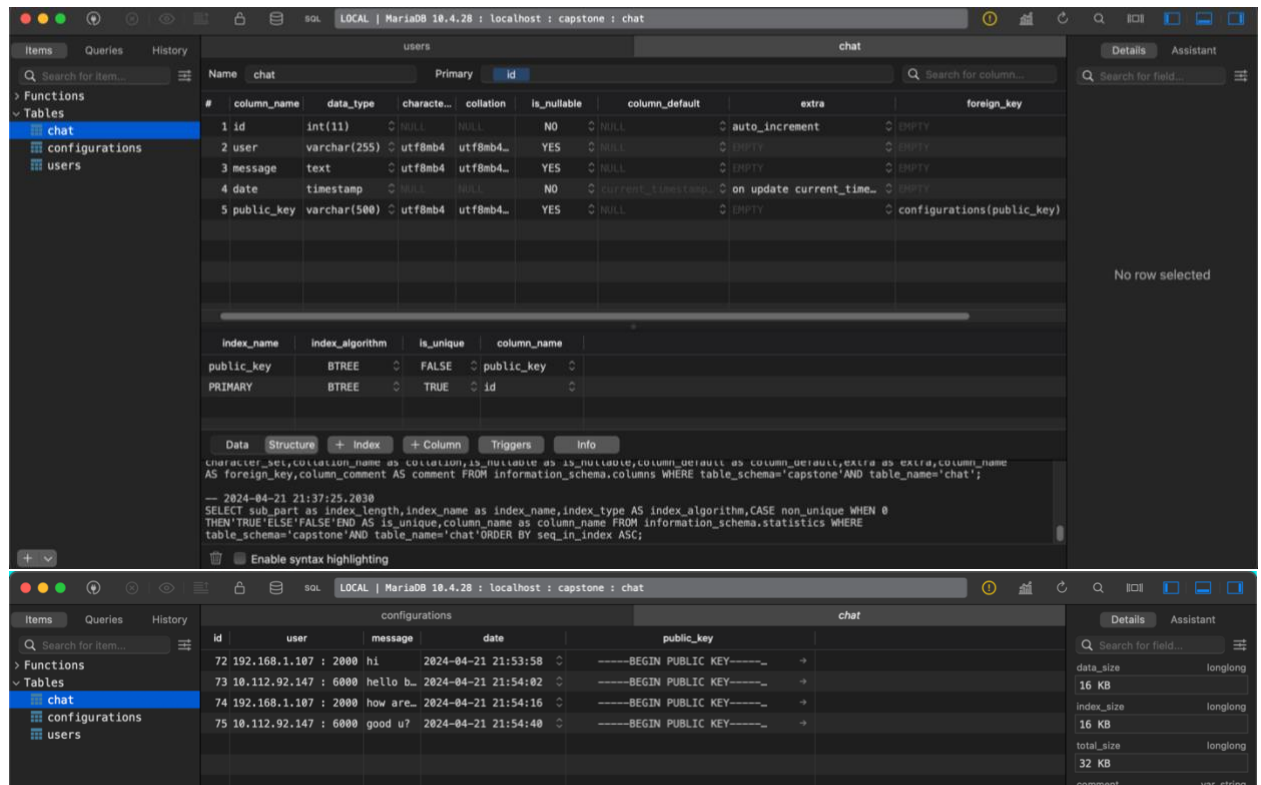 SQL LOCAL | MariaDB 10.4.28 : localhost : capstone : chat
Items Queries History
users chat
Details Assistant
Search for item...
Name chat Primary id
Search for column...
Search for field...
Functions
Tables
chat
configurations
users
# column_name data_type characte... collation is_nullable column_default extra foreign_key
1 id int(11) NULL NULL NO NULL auto_increment EMPTY
2 user varchar(255) utf8mb4 utf8mb4… YES NULL EMPTY EMPTY
3 message text utf8mb4 utf8mb4… YES NULL EMPTY EMPTY
4 date timestamp NULL NULL NO current_timestamp… on update current_time… EMPTY
5 public_key varchar(500) utf8mb4 utf8mb4… YES NULL EMPTY configurations(public_key)
No row selected
index_name index_algorithm is_unique column_name
public_key BTREE FALSE public_key
PRIMARY BTREE TRUE id
Data Structure + Index + Column Triggers Info
character_set,collation_name as collation,is_nullable as is_nullable,column_default as column_default,extra as extra,column_name
AS foreign_key,column_comment AS comment FROM information_schema.columns WHERE table_schema='capstone'AND table_name='chat';
-- 2024-04-21 21:37:25.2030
SELECT sub_part as index_length,index_name as index_name,index_type AS index_algorithm,CASE non_unique WHEN 0
THEN'TRUE'ELSE'FALSE'END AS is_unique,column_name as column_name FROM information_schema.statistics WHERE
table_schema='capstone'AND table_name='chat'ORDER BY seq_in_index ASC;
Enable syntax highlighting
SQL LOCAL | MariaDB 10.4.28 : localhost : capstone : chat
Items Queries History
configurations chat
Details Assistant
Search for item...
id user message date public_key
Search for field...
Functions
Tables
chat
configurations
users
72 192.168.1.107 : 2000 hi 2024-04-21 21:53:58 -----BEGIN PUBLIC KEY-----…
73 10.112.92.147 : 6000 hello b… 2024-04-21 21:54:02 -----BEGIN PUBLIC KEY-----…
74 192.168.1.107 : 2000 how are… 2024-04-21 21:54:16 -----BEGIN PUBLIC KEY-----…
75 10.112.92.147 : 6000 good u? 2024-04-21 21:54:40 -----BEGIN PUBLIC KEY-----…
data_size longlong
16 KB
index_size longlong
16 KB
total_size longlong
32 KB
comment var_string